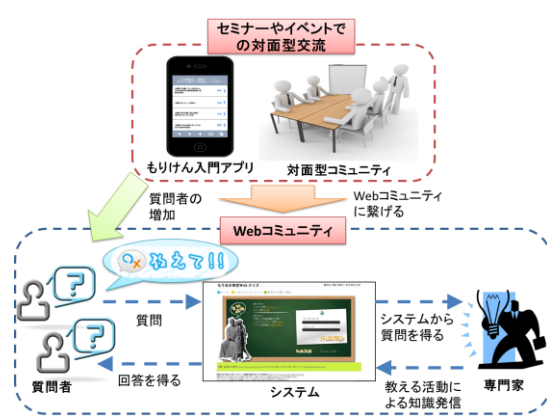 セミナーやイベントで
の対面型交流
もりけん入門アプリ
対面型コミュニティ
質問者の
増加
Webコミュニティ
に繋げる
Webコミュニティ
教えて!!
質問
システムから
質問を得る
質問者
回答を得る
システム
教える活動に
よる知識発信
専門家